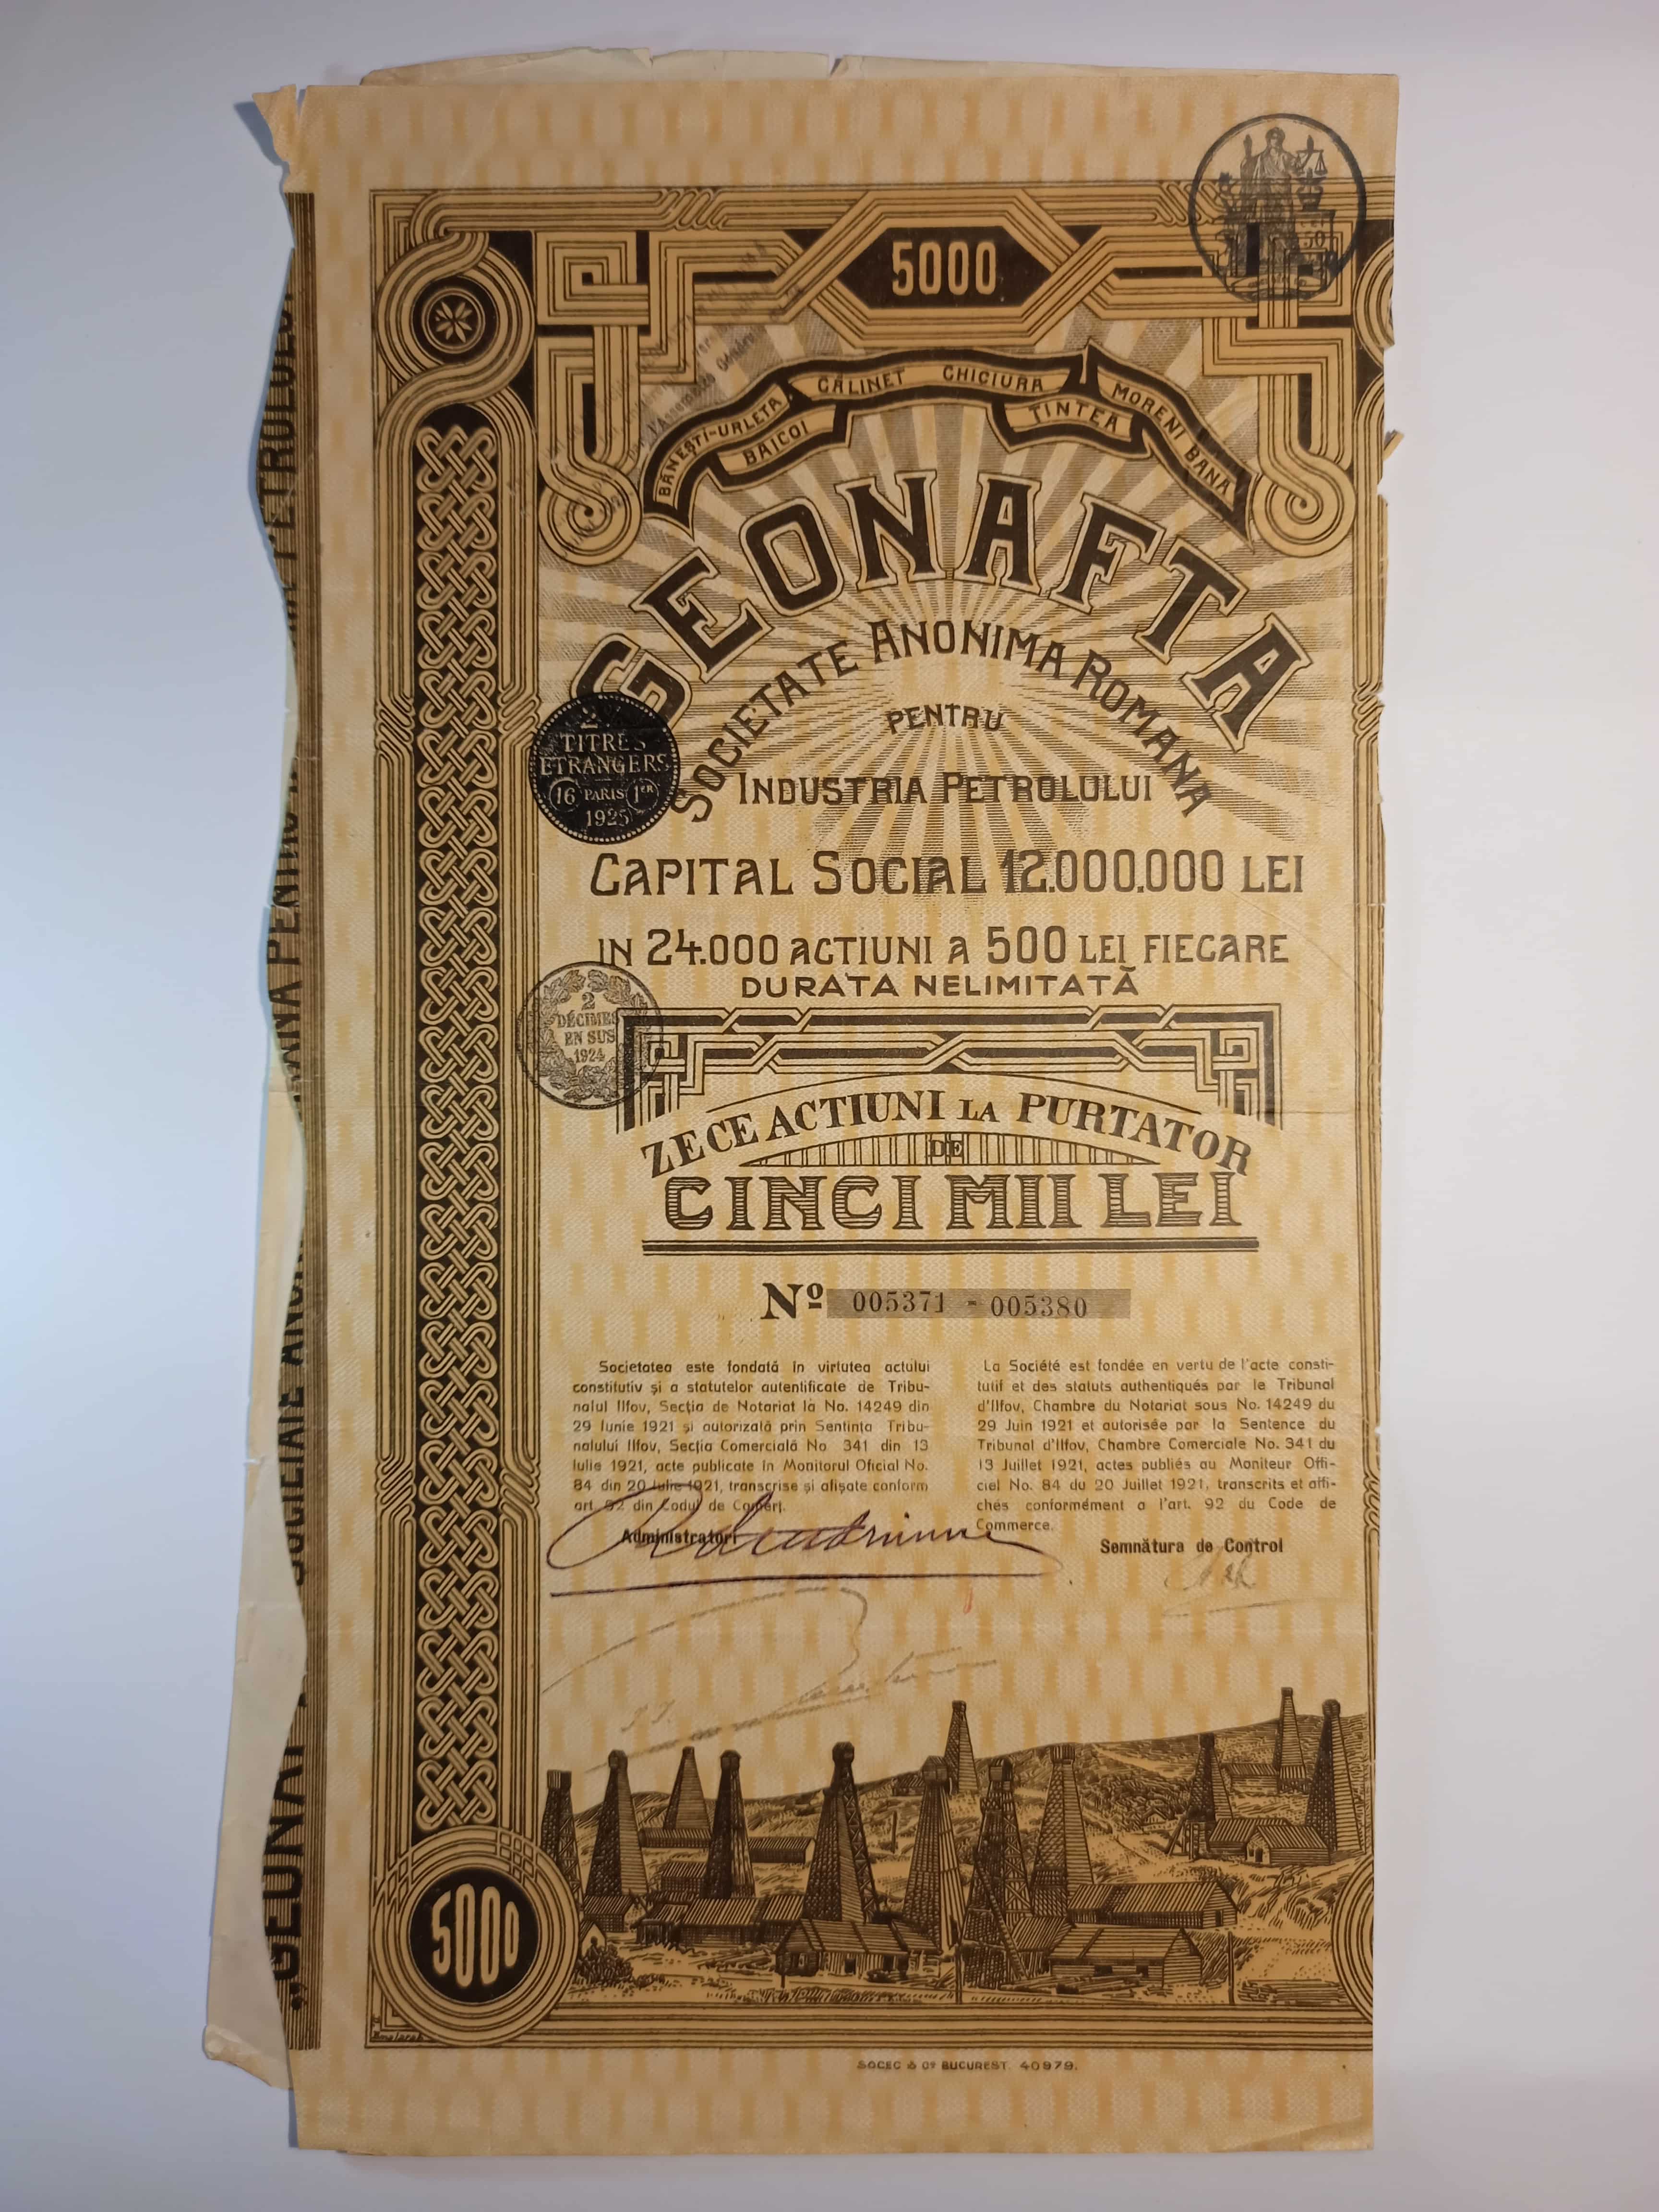 5000
50
BĂNEȘTI-URLETA
CĂLINET CHICIURA
MORENI BANA
BAICOI
TINTEA
GEONAFTA
SOCIETATE ANONIMA ROMANA
PENTRU
INDUSTRIA PETROLULUI
2
TITRES
ETRANGERS
16 PARIS 1ER
1925
CAPITAL SOCIAL 12.000.000 LEI
IN 24.000 ACTIUNI A 500 LEI FIECARE
DURATA NELIMITATĂ
2
DÉCIMES
EN SUS
1924
ZECE ACTIUNI LA PURTATOR
DE
CINCI MII LEI
Nº 005371 - 005380
Societatea este fondată în virtutea actului
constitutiv și a statutelor autentificate de Tribu-
nalul Ilfov, Secția de Notariat la No. 14249 din
29 Iunie 1921 și autorizată prin Sentința Tribu-
nalului Ilfov, Secția Comercială No 341 din 13
Iulie 1921, acte publicate în Monitorul Oficial No.
84 din 20 Iulie 1921, transcrise și afișate conform
art. 92 din Codul de Comerț.
Administratori
La Société est fondée en vertu de l'acte consti-
tutif et des statuts authentiqués par le Tribunal
d'Ilfov, Chambre du Notariat sous No. 14249 du
29 Juin 1921 et autorisée par la Sentence du
Tribunal d'Ilfov, Chambre Comerciale No. 341 du
13 Juillet 1921, actes publiés au Moniteur Offi-
ciel No. 84 du 20 Juillet 1921, transcrits et affi-
chés conformément a l'art. 92 du Code de
Commerce.
Semnătura de Control
5000
SOCEC & Cº BUCUREST. 40979.